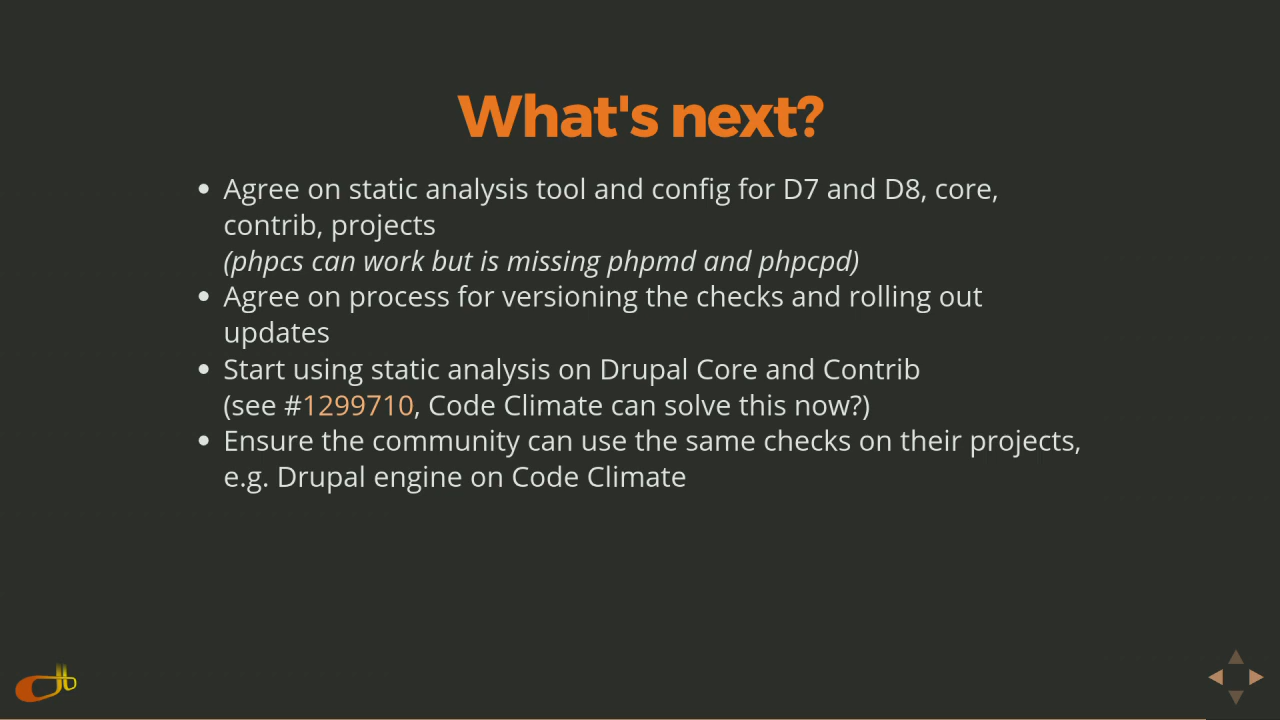 What's next?
Agree on static analysis tool and config for D7 and D8, core,
contrib, projects
(phpcs can work but is missing phpmd and phpcpd)
Agree on process for versioning the checks and rolling out
updates
Start using static analysis on Drupal Core and Contrib
(see #1299710, Code Climate can solve this now?)
Ensure the community can use the same checks on their projects,
e.g. Drupal engine on Code Climate